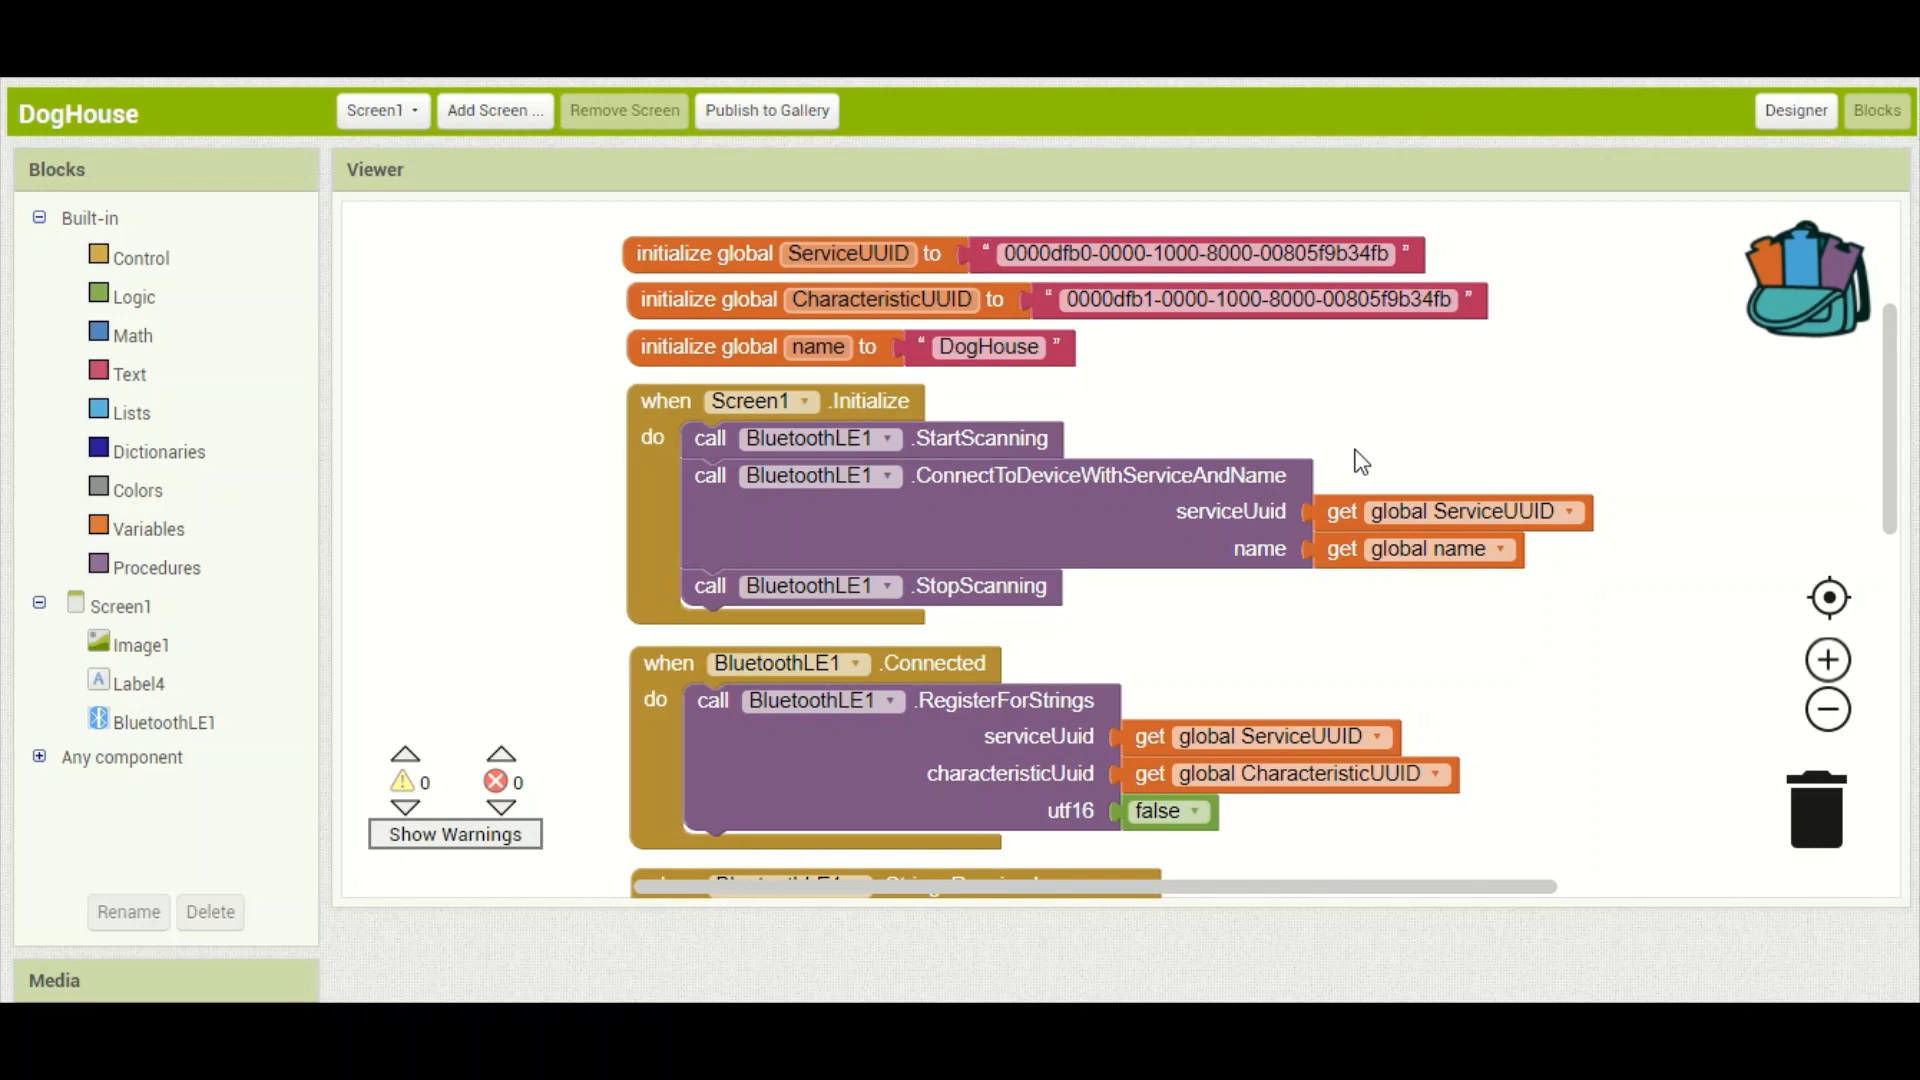 DogHouse
Screen1
Add Screen ...
Remove Screen
Publish to Gallery
Designer
Blocks
Blocks
Viewer
Built-in
Control
Logic
Math
Text
Lists
Dictionaries
Colors
Variables
Procedures
Screen1
Image1
Label4
BluetoothLE1
Any component
Rename
Delete
Media
initialize global ServiceUUID to “ 0000dfb0-0000-1000-8000-00805f9b34fb ”
initialize global CharacteristicUUID to “ 0000dfb1-0000-1000-8000-00805f9b34fb ”
initialize global name to “ DogHouse ”
when Screen1 .Initialize
do call BluetoothLE1 .StartScanning
call BluetoothLE1 .ConnectToDeviceWithServiceAndName
serviceUuid get global ServiceUUID
name get global name
call BluetoothLE1 .StopScanning
when BluetoothLE1 .Connected
do call BluetoothLE1 .RegisterForStrings
serviceUuid get global ServiceUUID
characteristicUuid get global CharacteristicUUID
utf16 false
0 0
Show Warnings